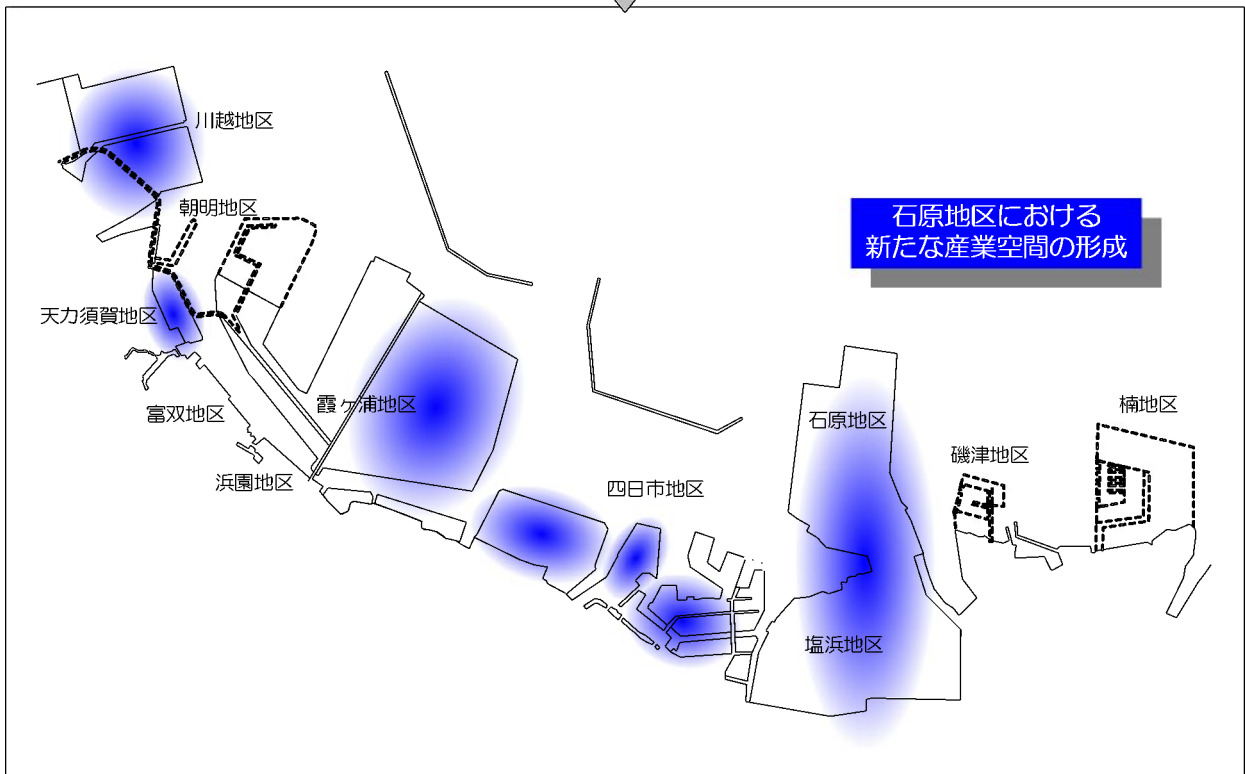 川越地区
朝明地区
石原地区における
新たな産業空間の形成
天力須賀地区
富双地区
霞ヶ浦地区
石原地区
楠地区
磯津地区
浜園地区
四日市地区
塩浜地区